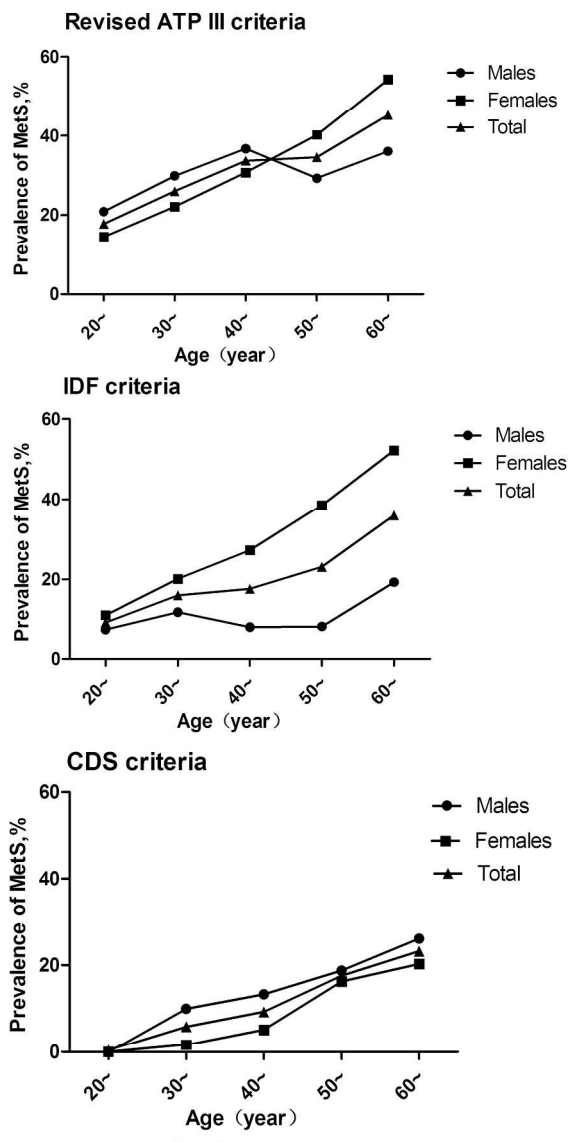 Revised ATP III criteria
Prevalence of MetS,%
60
40
20
0
20~
30~
40~
50~
60~
Age（year）
Males
Females
Total
IDF criteria
Prevalence of MetS,%
60
40
20
0
20~
30~
40~
50~
60~
Age（year）
Males
Females
Total
CDS criteria
Prevalence of MetS,%
60
40
20
0
20~
30~
40~
50~
60~
Age（year）
Males
Females
Total